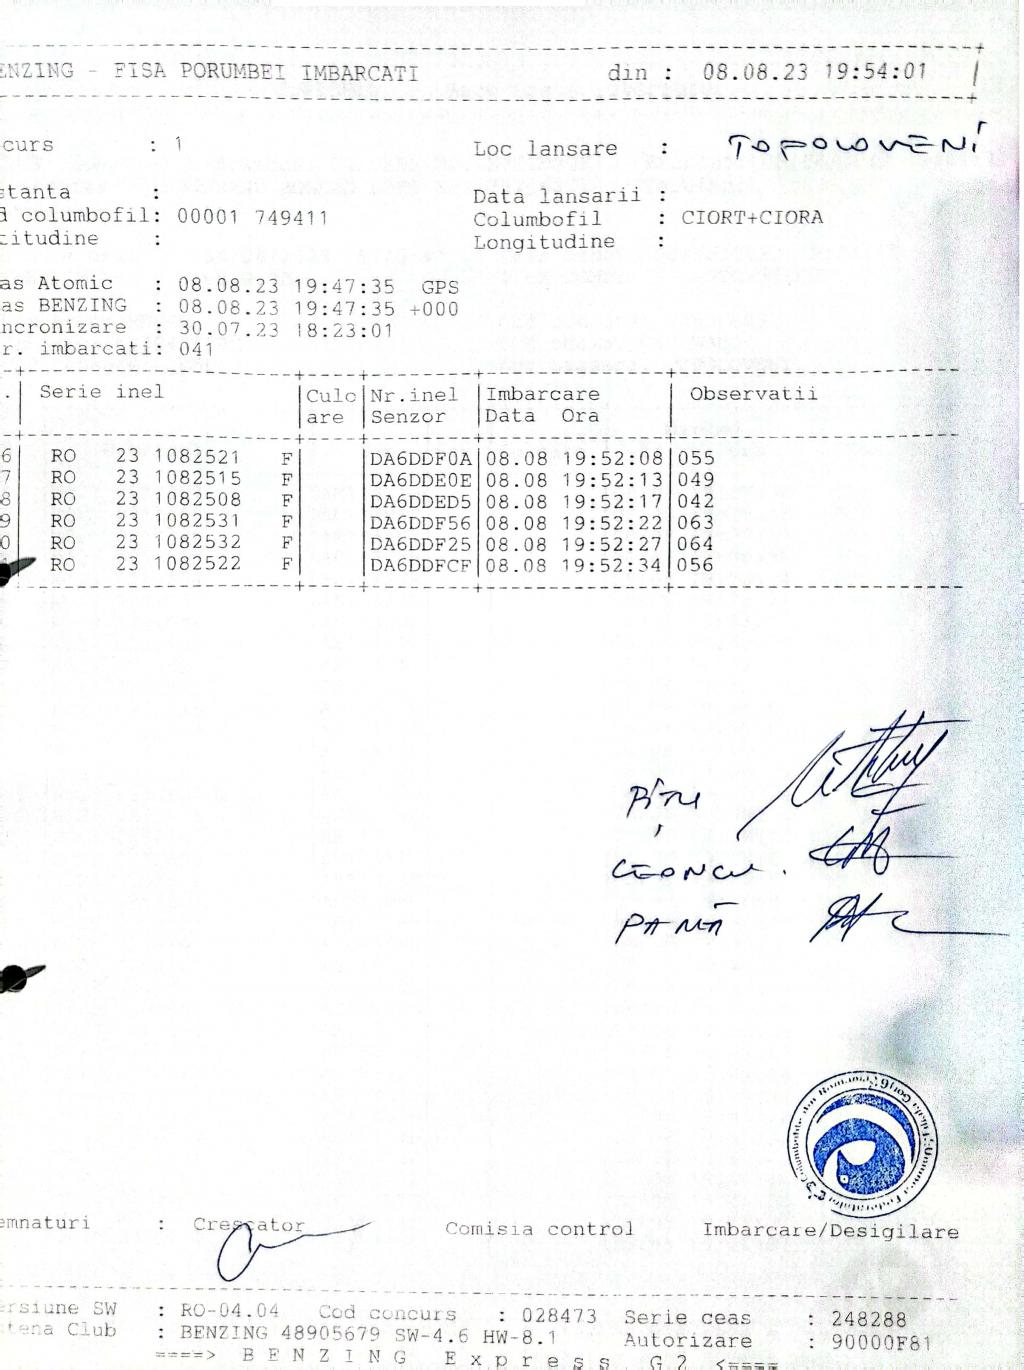 ENZING - FISA PORUMBEI IMBARCATI din : 08.08.23 19:54:01
curs : 1 Loc lansare : TOPOLOVENI
stanta : Data lansarii :
d columbofil: 00001 749411 Columbofil : CIORT+CIORA
titudine : Longitudine :
as Atomic : 08.08.23 19:47:35 GPS
as BENZING : 08.08.23 19:47:35 +000
incronizare : 30.07.23 18:23:01
r. imbarcati: 041
. Serie inel Culc Nr.inel Imbarcare Observatii
are Senzor Data Ora
6 RO 23 1082521 F DA6DDF0A 08.08 19:52:08 055
7 RO 23 1082515 F DA6DDE0E 08.08 19:52:13 049
8 RO 23 1082508 F DA6DDED5 08.08 19:52:17 042
9 RO 23 1082531 F DA6DDF56 08.08 19:52:22 063
0 RO 23 1082532 F DA6DDF25 08.08 19:52:27 064
RO 23 1082522 F DA6DDFCF 08.08 19:52:34 056
PANĂ
emnaturi : Crescator Comisia control Imbarcare/Desigilare
ersiune SW : RO-04.04 Cod concurs : 028473 Serie ceas : 248288
tena Club : BENZING 48905679 SW-4.6 HW-8.1 Autorizare : 90000F81
====> B E N Z I N G E x p r e s s G 2 <====